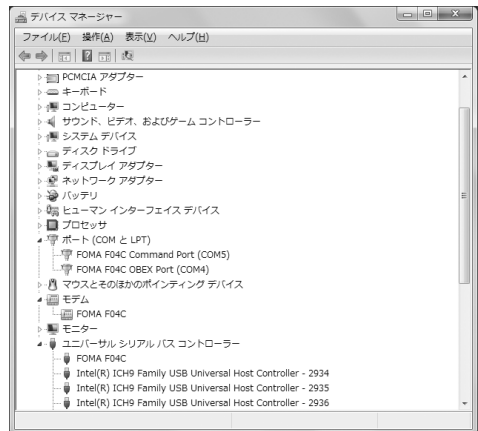 デバイス マネージャー
ファイル(F) 操作(A) 表示(V) ヘルプ(H)
PCMCIA アダプター
キーボード
コンピューター
サウンド、ビデオ、およびゲーム コントローラー
システム デバイス
ディスク ドライブ
ディスプレイ アダプター
ネットワーク アダプター
バッテリ
ヒューマン インターフェイス デバイス
プロセッサ
ポート (COM と LPT)
FOMA F04C Command Port (COM5)
FOMA F04C OBEX Port (COM4)
マウスとそのほかのポインティング デバイス
モデム
FOMA F04C
モニター
ユニバーサル シリアル バス コントローラー
FOMA F04C
Intel(R) ICH9 Family USB Universal Host Controller - 2934
Intel(R) ICH9 Family USB Universal Host Controller - 2935
Intel(R) ICH9 Family USB Universal Host Controller - 2936